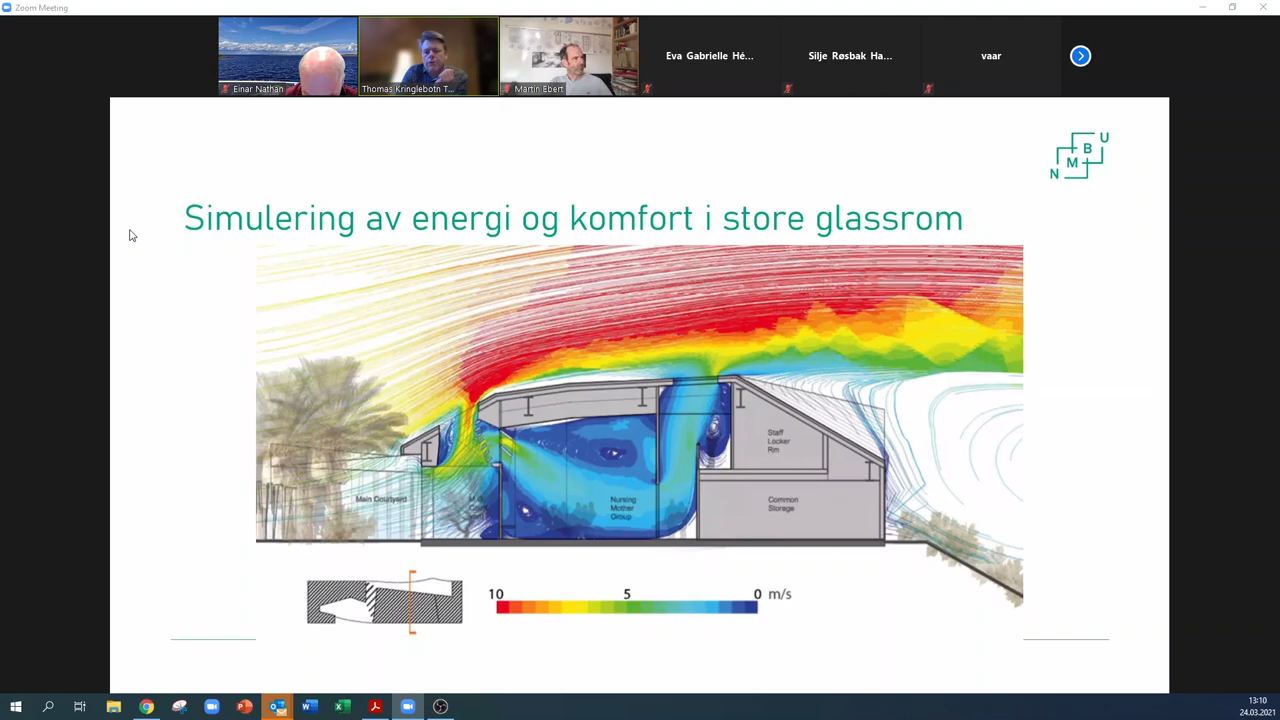 Zoom Meeting
Einar Nathan
Thomas Kringlebotn T...
Martin Ebert
Eva Gabrielle Hé...
Silje Røsbak Ha...
vaar
U
B
M
N
Simulering av energi og komfort i store glassrom
Staff
Locker
Rm
Main Courtyard
Nursing
Mother
Group
Common
Storage
10
5
0 m/s
13:10
24.03.2021